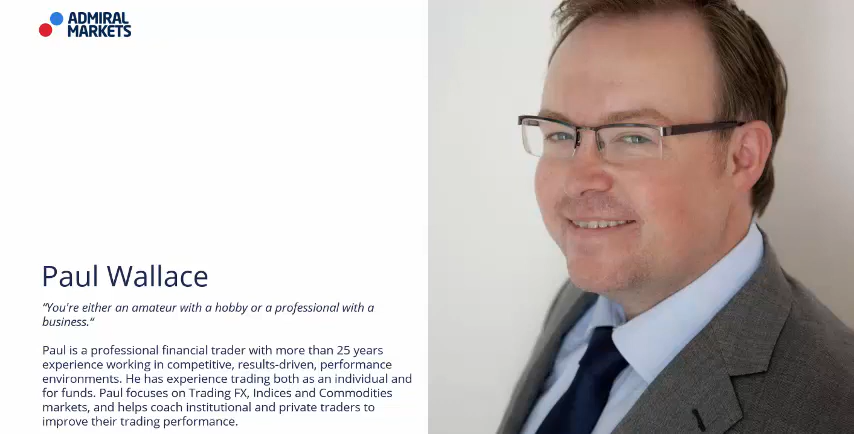 ADMIRAL
MARKETS
Paul Wallace
“You're either an amateur with a hobby or a professional with a
business.“
Paul is a professional financial trader with more than 25 years
experience working in competitive, results-driven, performance
environments. He has experience trading both as an individual and
for funds. Paul focuses on Trading FX, Indices and Commodities
markets, and helps coach institutional and private traders to
improve their trading performance.